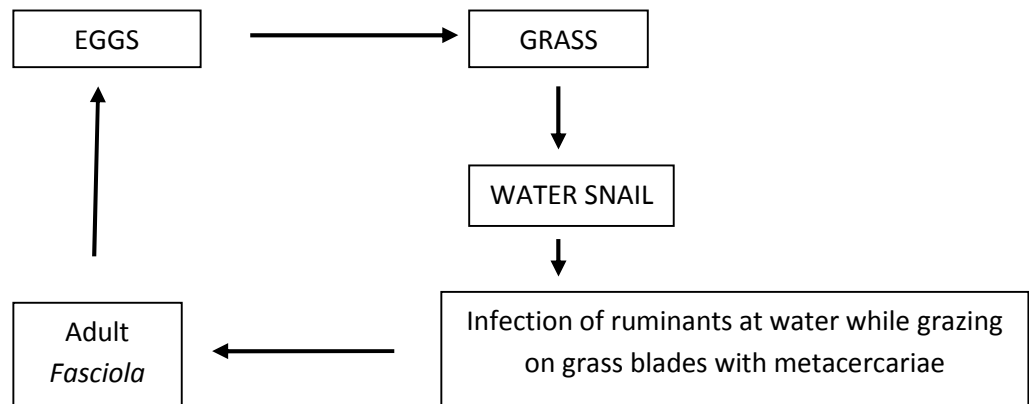 EGGS
GRASS
WATER SNAIL
Infection of ruminants at water while grazing
on grass blades with metacercariae
Adult
Fasciola